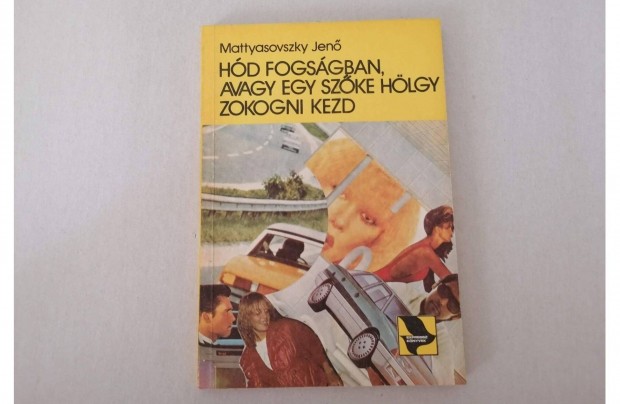 Mattyasovszky Jenő
HÓD FOGSÁGBAN,
AVAGY EGY SZŐKE HÖLGY
ZOKOGNI KEZD